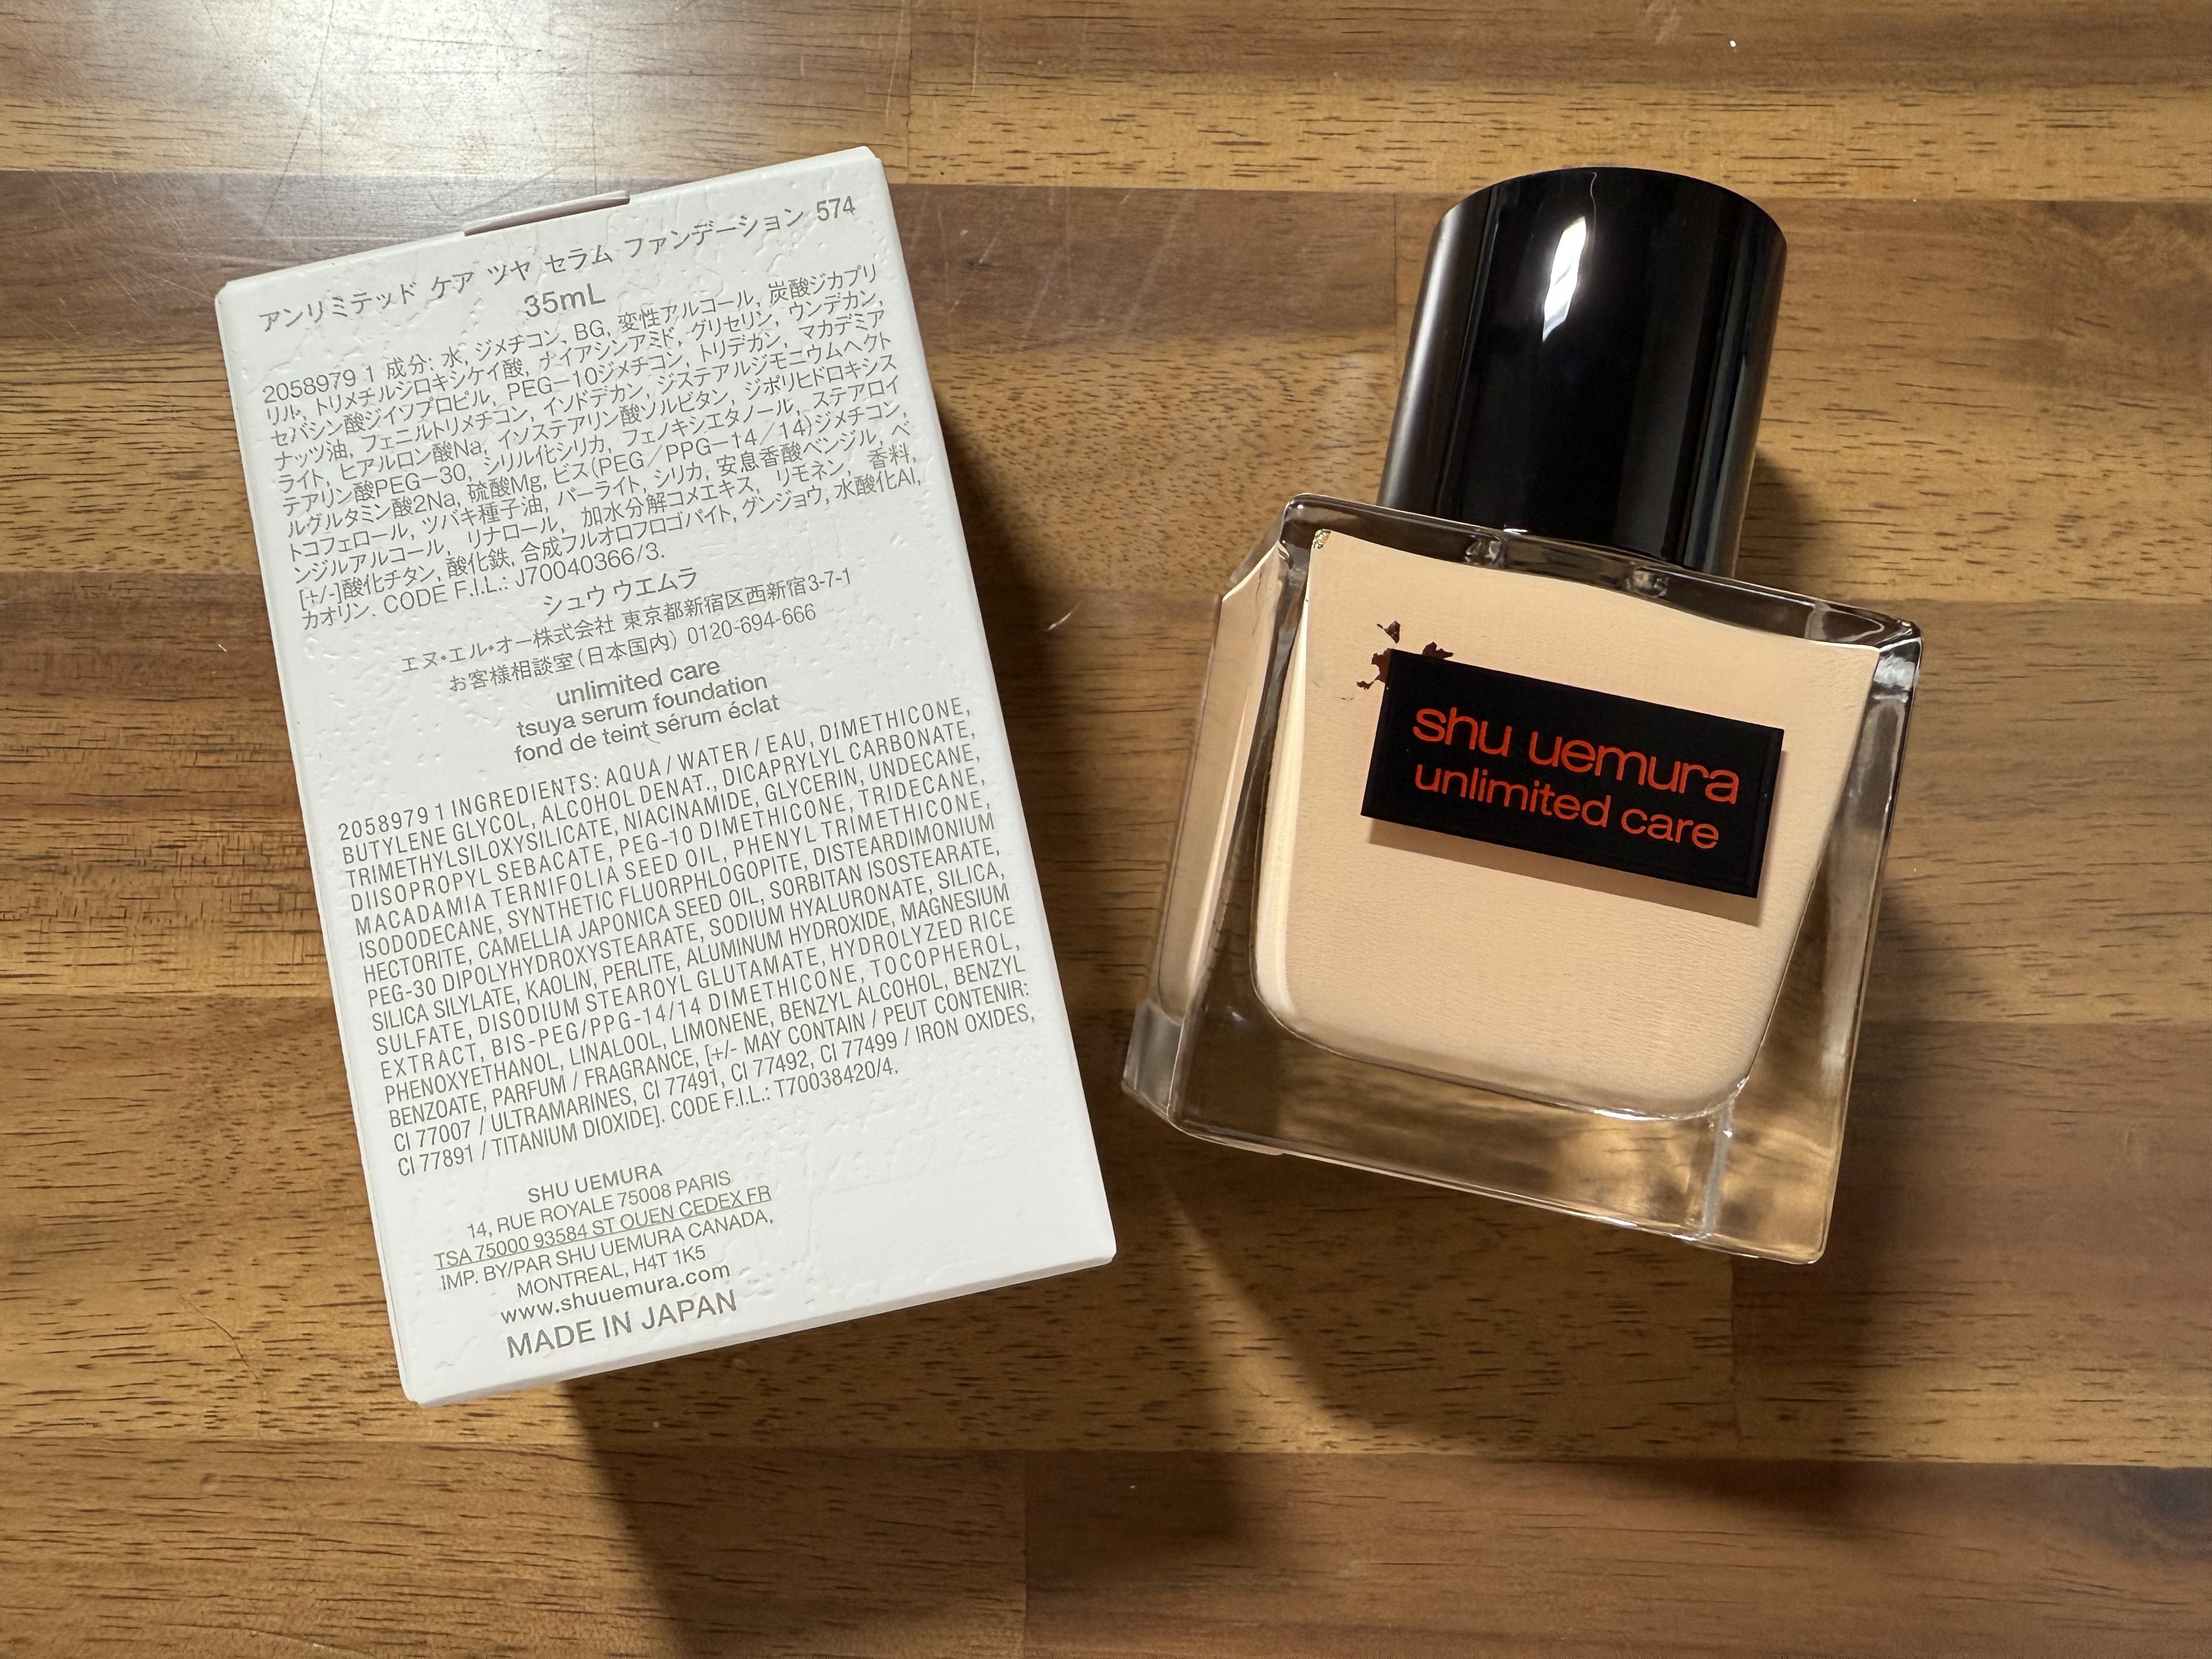 アンリミテッド ケア ツヤ セラム ファンデーション 574
35mL
2058979 1 成分: 水, ジメチコン, BG, 変性アルコール, 炭酸ジカプリ
リル, トリメチルシロキシケイ酸, ナイアシンアミド, グリセリン, ウンデカン,
セバシン酸ジイソプロピル, PEG-10ジメチコン, トリデカン, マカデミア
ナッツ油, フェニルトリメチコン, イソドデカン, ジステアルジモニウムヘクト
ライト, ヒアルロン酸Na, イソステアリン酸ソルビタン, ジポリヒドロキシス
テアリン酸PEG-30, シリル化シリカ, フェノキシエタノール, ステアロイ
ルグルタミン酸2Na, 硫酸Mg, ビス(PEG/PPG-14/14)ジメチコン,
トコフェロール, ツバキ種子油, パーライト, シリカ, 安息香酸ベンジル, ベ
ンジルアルコール, リナロール, 加水分解コメエキス, リモネン, 香料,
[+/-]酸化チタン, 酸化鉄, 合成フルオロフロゴパイト, グンジョウ, 水酸化Al,
カオリン. CODE F.I.L.: J70040366/3.
シュウ ウエムラ
エヌ・エル・オー株式会社 東京都新宿区西新宿3-7-1
お客様相談室(日本国内) 0120-694-666
unlimited care
tsuya serum foundation
fond de teint sérum éclat
2058979 1 INGREDIENTS: AQUA / WATER / EAU, DIMETHICONE,
BUTYLENE GLYCOL, ALCOHOL DENAT., DICAPRYLYL CARBONATE,
TRIMETHYLSILOXYSILICATE, NIACINAMIDE, GLYCERIN, UNDECANE,
DIISOPROPYL SEBACATE, PEG-10 DIMETHICONE, TRIDECANE,
MACADAMIA TERNIFOLIA SEED OIL, PHENYL TRIMETHICONE,
ISODODECANE, SYNTHETIC FLUORPHLOGOPITE, DISTEARDIMONIUM
HECTORITE, CAMELLIA JAPONICA SEED OIL, SORBITAN ISOSTEARATE,
PEG-30 DIPOLYHYDROXYSTEARATE, SODIUM HYALURONATE, SILICA,
SILICA SILYLATE, KAOLIN, PERLITE, ALUMINUM HYDROXIDE, MAGNESIUM
SULFATE, DISODIUM STEAROYL GLUTAMATE, HYDROLYZED RICE
EXTRACT, BIS-PEG/PPG-14/14 DIMETHICONE, TOCOPHEROL,
PHENOXYETHANOL, LINALOOL, LIMONENE, BENZYL ALCOHOL, BENZYL
BENZOATE, PARFUM / FRAGRANCE, [+/- MAY CONTAIN / PEUT CONTENIR:
CI 77007 / ULTRAMARINES, CI 77491, CI 77492, CI 77499 / IRON OXIDES,
CI 77891 / TITANIUM DIOXIDE]. CODE F.I.L.: T70038420/4.
SHU UEMURA
14, RUE ROYALE 75008 PARIS
TSA 75000 93584 ST OUEN CEDEX FR
IMP. BY/PAR SHU UEMURA CANADA,
MONTREAL, H4T 1K5
www.shuuemura.com
MADE IN JAPAN
shu uemura
unlimited care